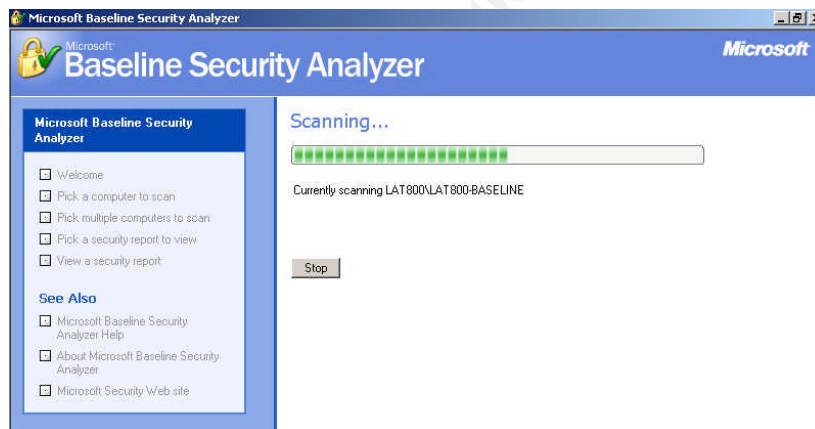 Microsoft Baseline Security Analyzer
Microsoft
Baseline Security Analyzer
Microsoft
Microsoft Baseline Security
Analyzer
Welcome
Pick a computer to scan
Pick multiple computers to scan
Pick a security report to view
View a security report
See Also
Microsoft Baseline Security
Analyzer Help
About Microsoft Baseline Security
Analyzer
Microsoft Security Web site
Scanning...
Currently scanning LAT800\LAT800-BASELINE
Stop